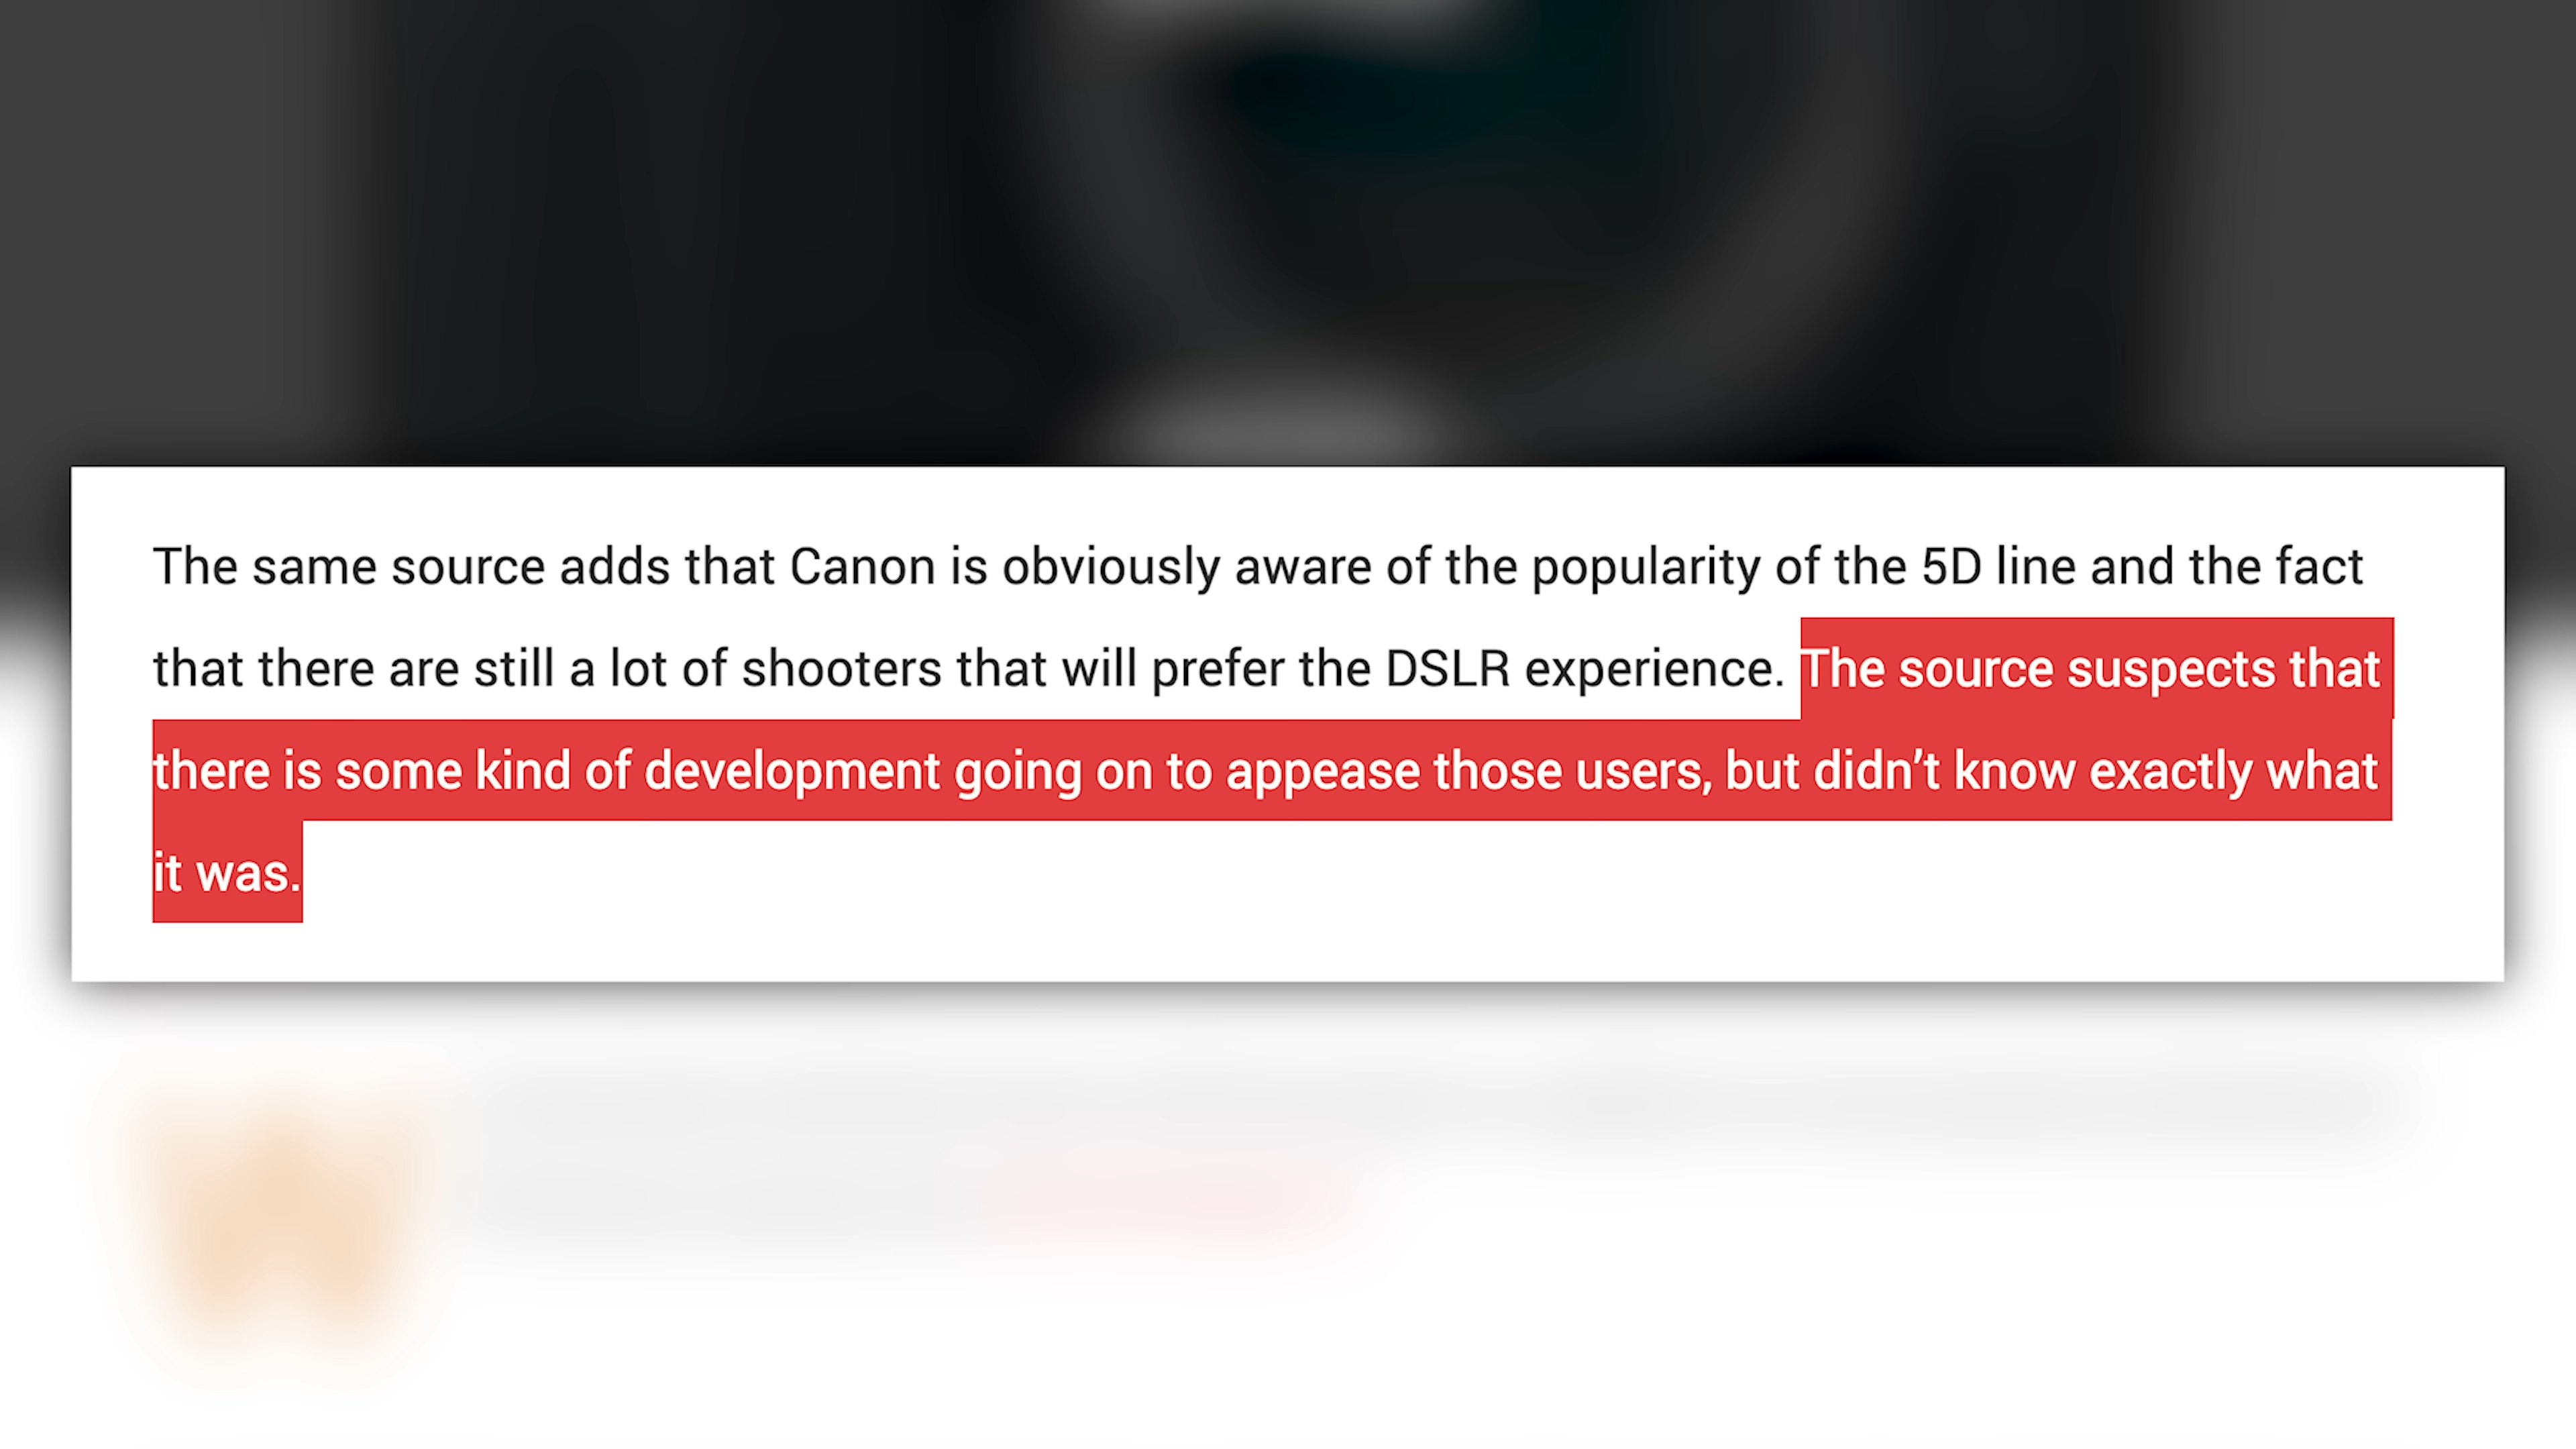 The same source adds that Canon is obviously aware of the popularity of the 5D line and the fact
that there are still a lot of shooters that will prefer the DSLR experience. The source suspects that
there is some kind of development going on to appease those users, but didn’t know exactly what
it was.